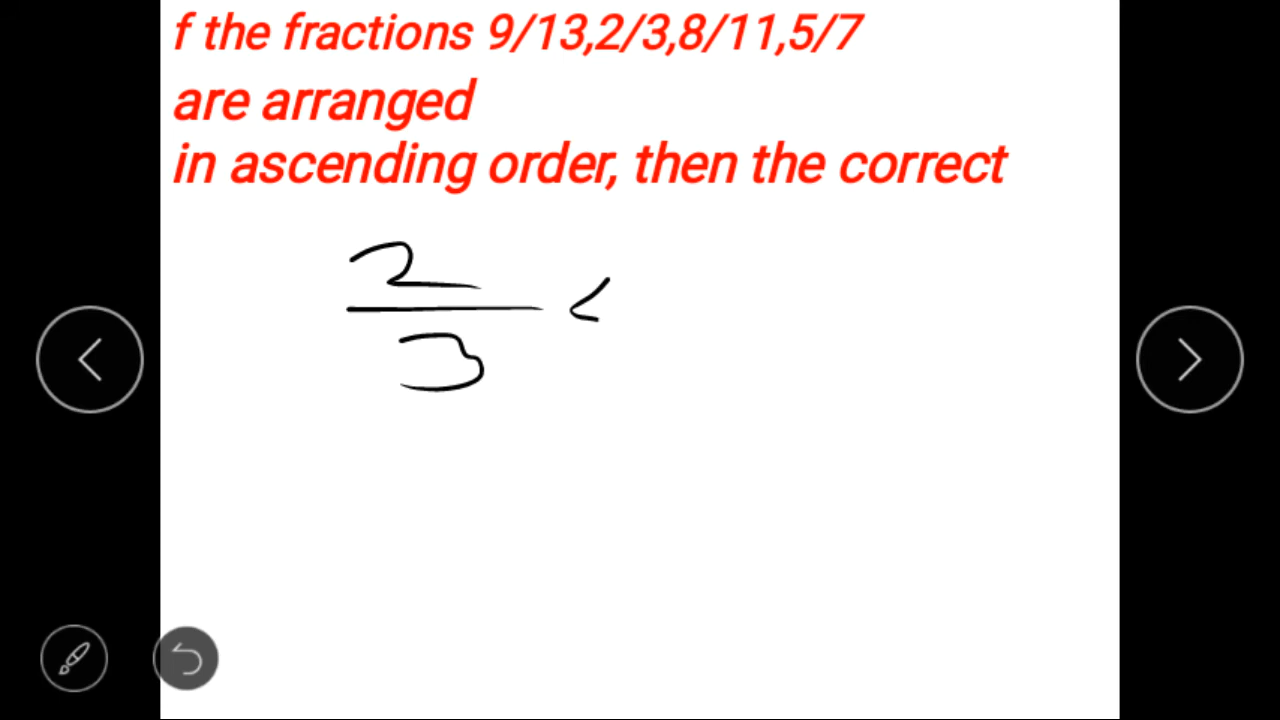 f the fractions 9/13,2/3,8/11,5/7
are arranged
in ascending order, then the correct
2/3 <